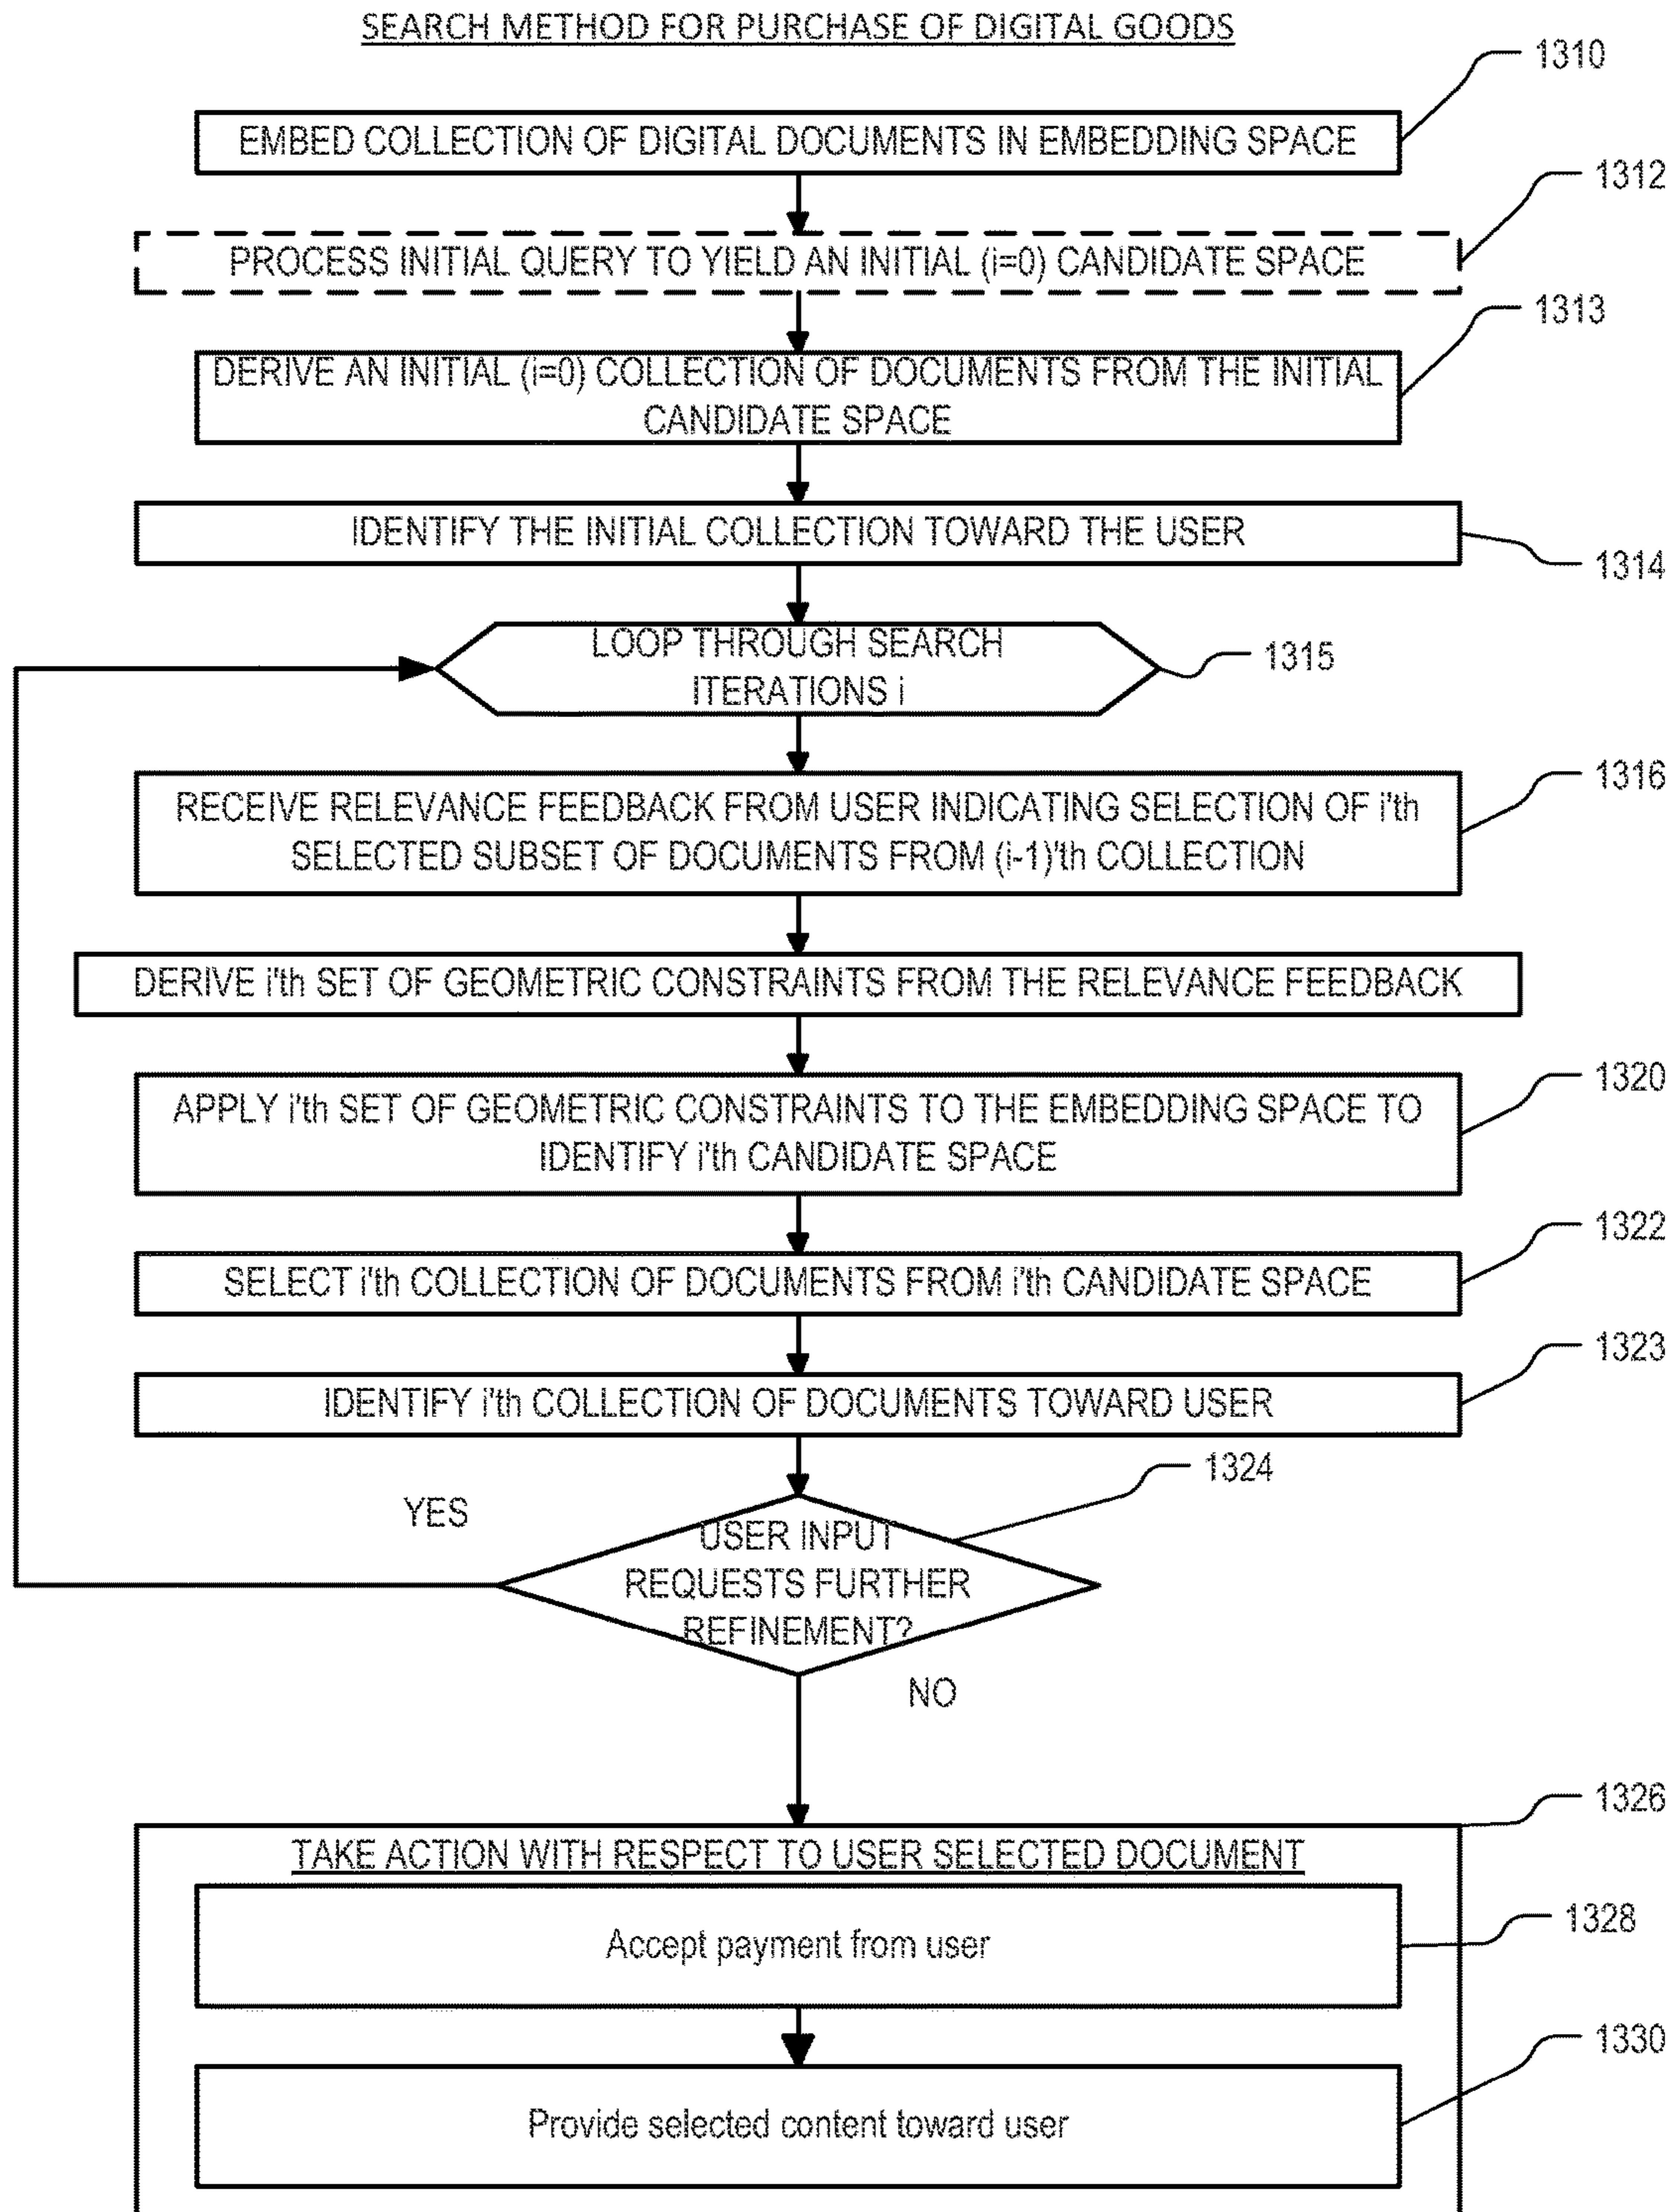 SEARCH METHOD FOR PURCHASE OF DIGITAL GOODS
1310
EMBED COLLECTION OF DIGITAL DOCUMENTS IN EMBEDDING SPACE
1312
PROCESS INITIAL QUERY TO YIELD AN INITIAL (i=0) CANDIDATE SPACE
1313
DERIVE AN INITIAL (i=0) COLLECTION OF DOCUMENTS FROM THE INITIAL
CANDIDATE SPACE
IDENTIFY THE INITIAL COLLECTION TOWARD THE USER
1314
LOOP THROUGH SEARCH
ITERATIONS i
1315
1316
RECEIVE RELEVANCE FEEDBACK FROM USER INDICATING SELECTION OF i'th
SELECTED SUBSET OF DOCUMENTS FROM (i-1)'th COLLECTION
DERIVE i'th SET OF GEOMETRIC CONSTRAINTS FROM THE RELEVANCE FEEDBACK
1320
APPLY i'th SET OF GEOMETRIC CONSTRAINTS TO THE EMBEDDING SPACE TO
IDENTIFY i'th CANDIDATE SPACE
1322
SELECT i'th COLLECTION OF DOCUMENTS FROM i'th CANDIDATE SPACE
1323
IDENTIFY i'th COLLECTION OF DOCUMENTS TOWARD USER
1324
YES
USER INPUT
REQUESTS FURTHER
REFINEMENT?
NO
1326
TAKE ACTION WITH RESPECT TO USER SELECTED DOCUMENT
1328
Accept payment from user
1330
Provide selected content toward user